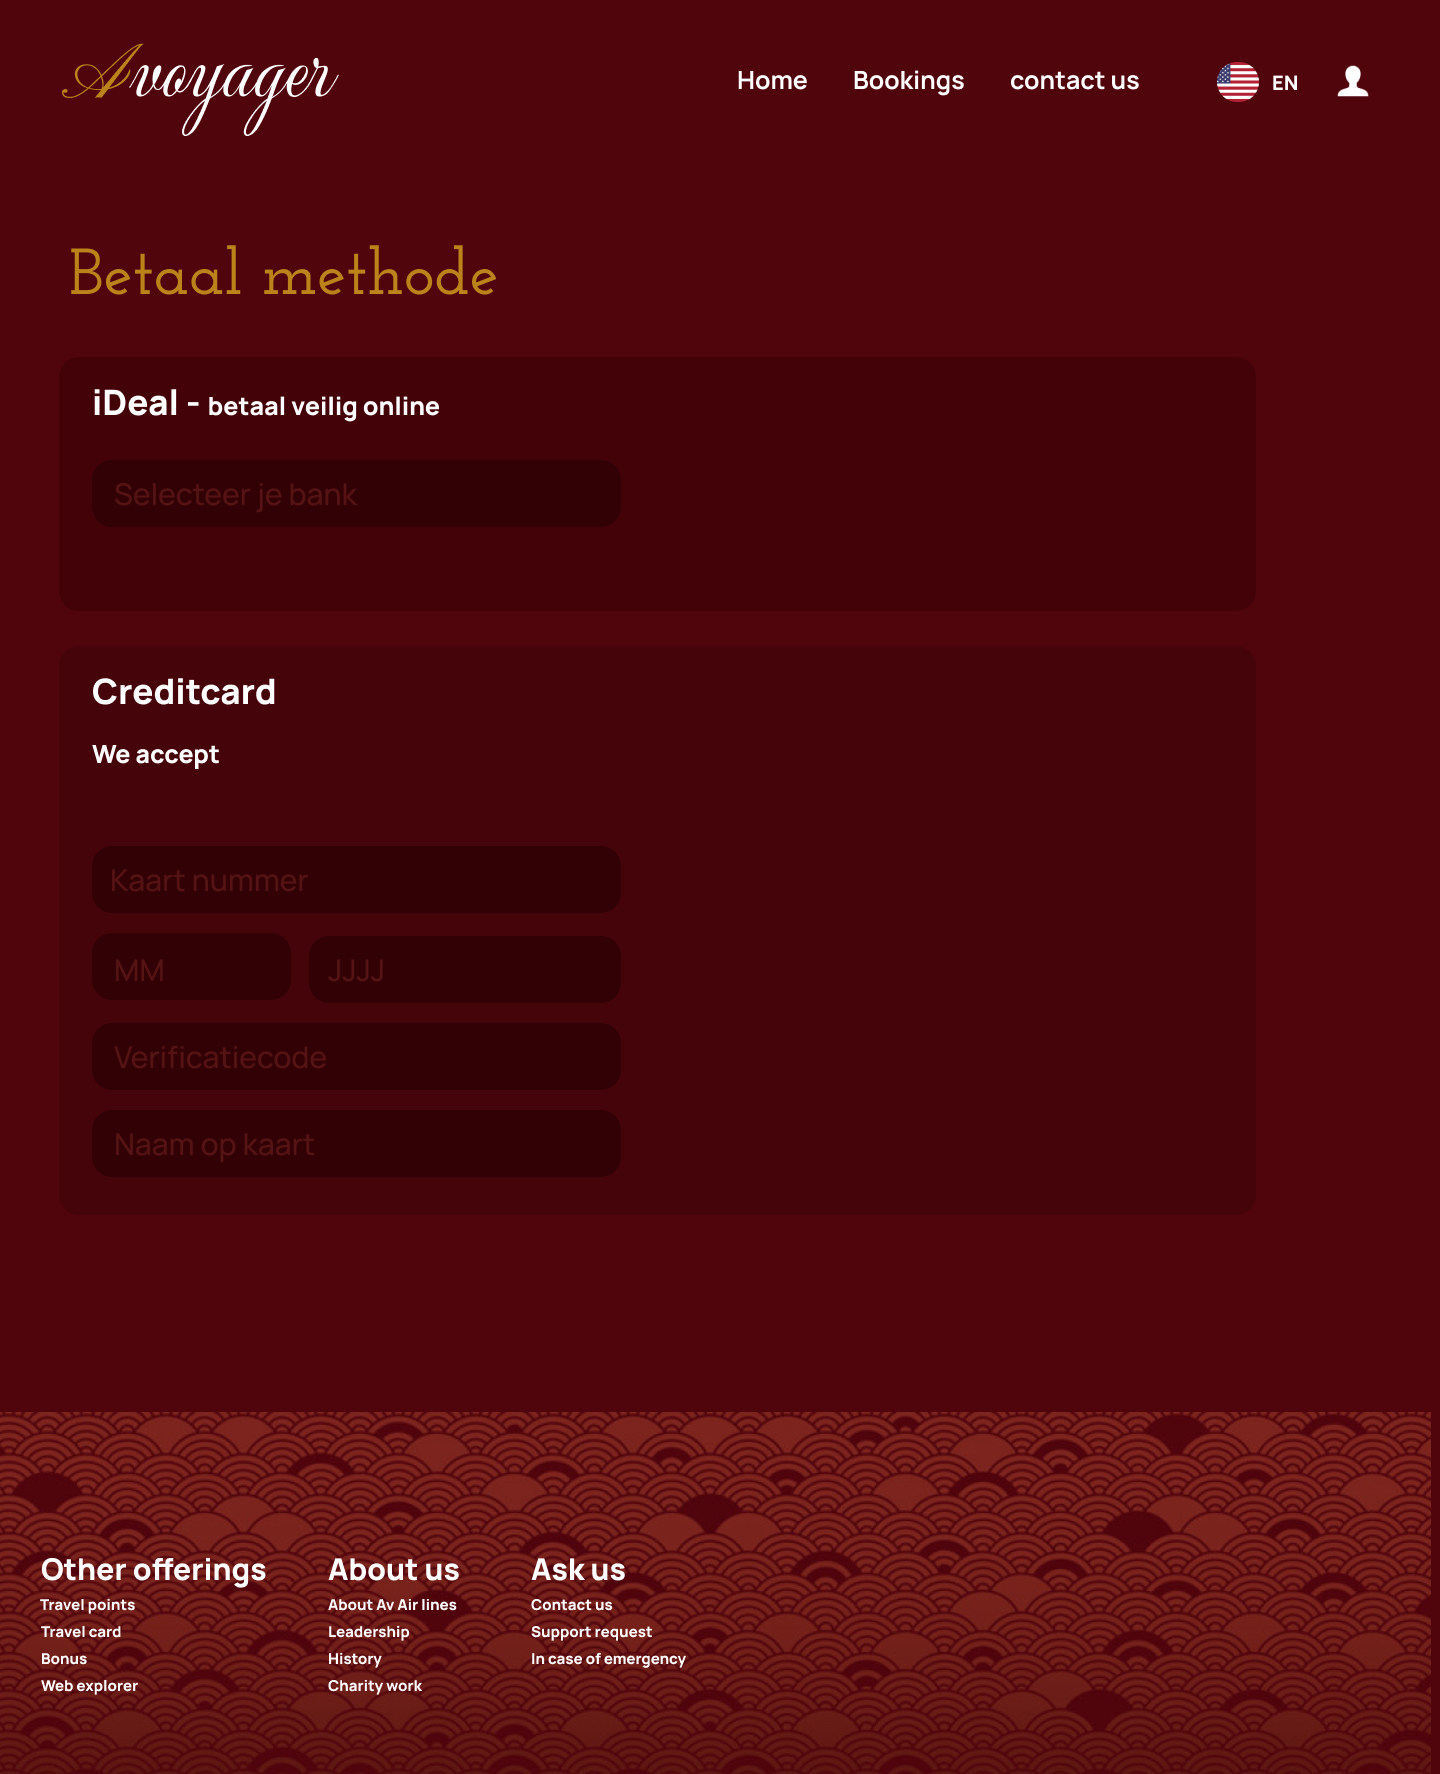 Avoyager
Home Bookings contact us EN
Betaal methode
iDeal - betaal veilig online
Selecteer je bank
Creditcard
We accept
Kaart nummer
MM JJJJ
Verificatiecode
Naam op kaart
Other offerings About us Ask us
Travel points About Av Air lines Contact us
Travel card Leadership Support request
Bonus History In case of emergency
Web explorer Charity work